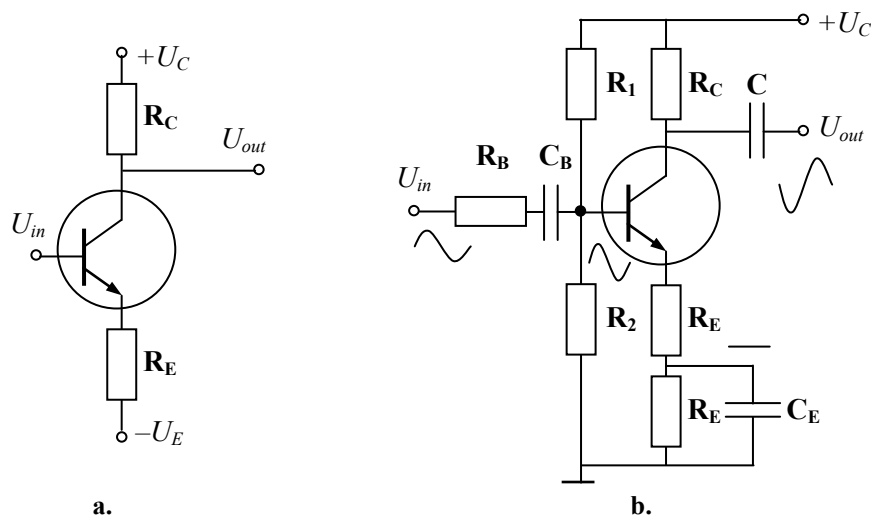 +U_C
R_C
U_out
U_in
R_E
–U_E
a.
+U_C
R_1
R_C
C
U_out
R_B
C_B
U_in
R_2
R_E
R_E
C_E
b.